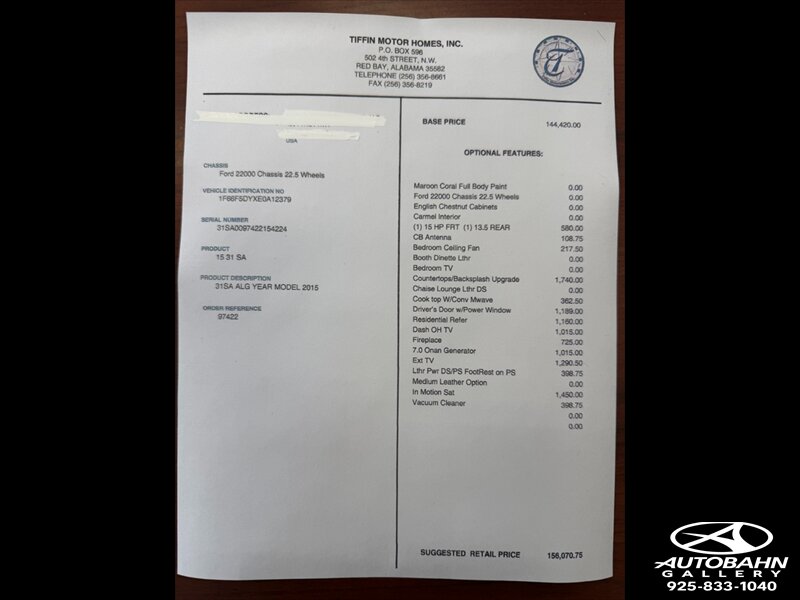 TIFFIN MOTOR HOMES, INC.
P.O. BOX 596
502 4th STREET, N.W.
RED BAY, ALABAMA 35582
TELEPHONE (256) 356-8661
FAX (256) 356-8219
T
USA
CHASSIS
Ford 22000 Chassis 22.5 Wheels
VEHICLE IDENTIFICATION NO
1F66F5DYXE0A12379
SERIAL NUMBER
31SA0097422154224
PRODUCT
15 31 SA
PRODUCT DESCRIPTION
31SA ALG YEAR MODEL 2015
ORDER REFERENCE
97422
BASE PRICE 144,420.00
OPTIONAL FEATURES:
Maroon Coral Full Body Paint 0.00
Ford 22000 Chassis 22.5 Wheels 0.00
English Chestnut Cabinets 0.00
Carmel Interior 0.00
(1) 15 HP FRT (1) 13.5 REAR 580.00
CB Antenna 108.75
Bedroom Ceiling Fan 217.50
Booth Dinette Lthr 0.00
Bedroom TV 0.00
Countertops/Backsplash Upgrade 1,740.00
Chaise Lounge Lthr DS 0.00
Cook top W/Conv Mwave 362.50
Driver's Door w/Power Window 1,189.00
Residential Refer 1,160.00
Dash OH TV 1,015.00
Fireplace 725.00
7.0 Onan Generator 1,015.00
Ext TV 1,290.50
Lthr Pwr DS/PS FootRest on PS 398.75
Medium Leather Option 0.00
In Motion Sat 1,450.00
Vacuum Cleaner 398.75
0.00
0.00
SUGGESTED RETAIL PRICE 156,070.75
AUTOBAHN
GALLERY
925-833-1040